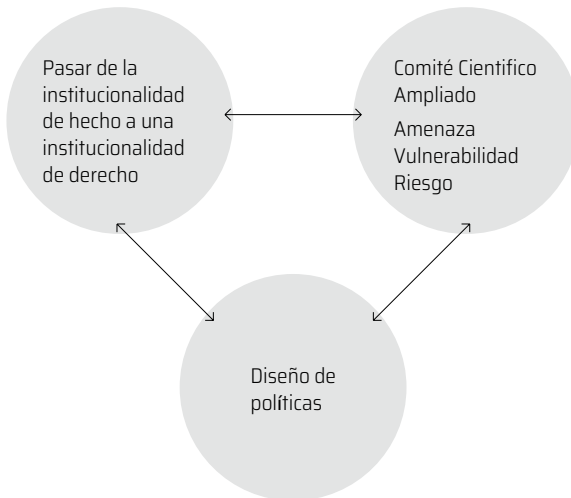 Pasar de la
institucionalidad
de hecho a una
institucionalidad
de derecho
Comité Cientifico
Ampliado
Amenaza
Vulnerabilidad
Riesgo
Diseño de
políticas